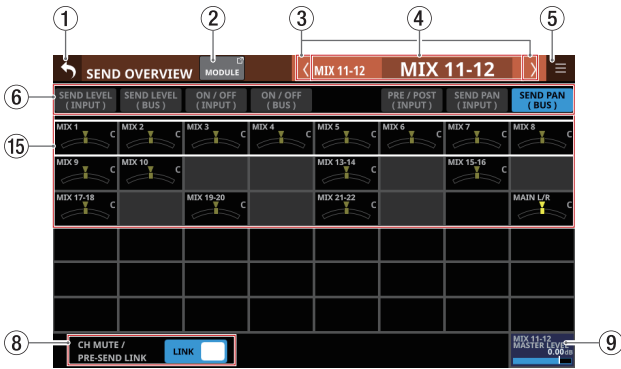 ① ② ③ ④ ⑤
SEND OVERVIEW MODULE MIX 11-12 MIX 11-12
⑥
SEND LEVEL (INPUT)
SEND LEVEL (BUS)
ON / OFF (INPUT)
ON / OFF (BUS)
PRE / POST (INPUT)
SEND PAN (INPUT)
SEND PAN (BUS)
⑮
MIX 1 C MIX 2 C MIX 3 C MIX 4 C MIX 5 C MIX 6 C MIX 7 C MIX 8 C
MIX 9 C MIX 10 C MIX 13-14 C MIX 15-16 C
MIX 17-18 C MIX 19-20 C MIX 21-22 C MAIN L/R C
⑧
CH MUTE /
PRE-SEND LINK
LINK
MIX 11-12
MASTER LEVEL
0.00dB
⑨